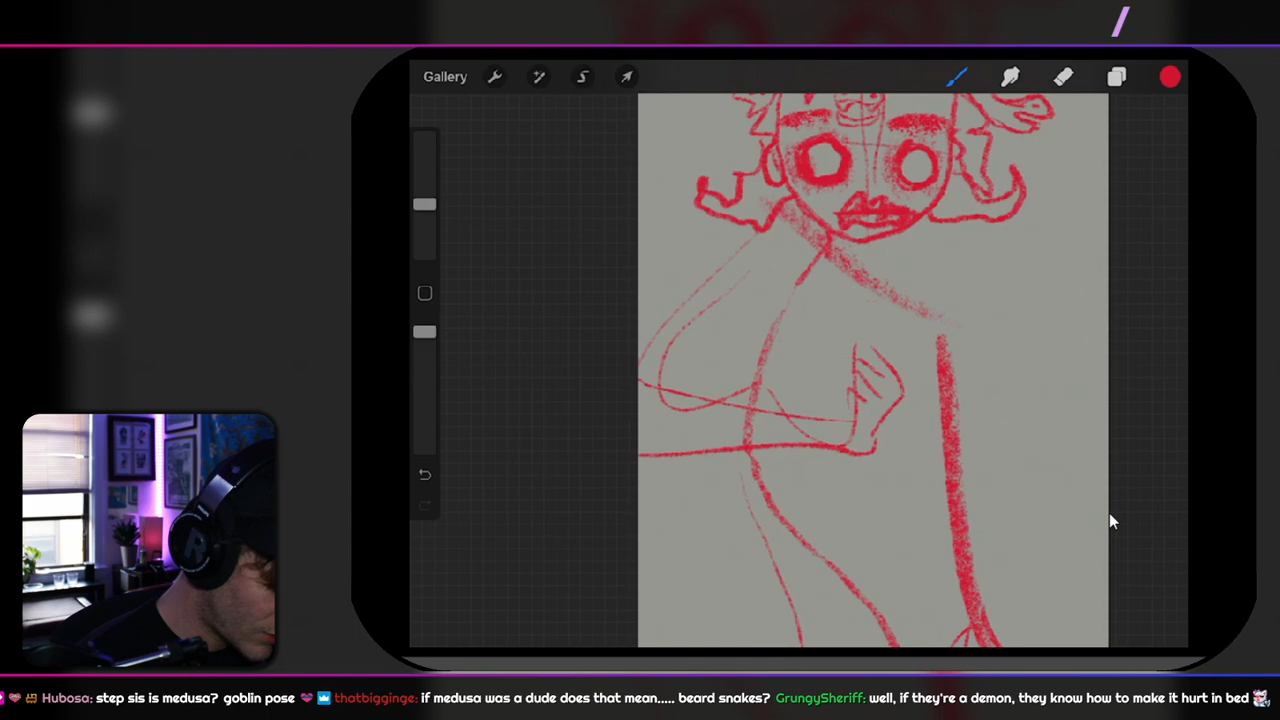 Gallery
R
Hubosa: step sis is medusa? goblin pose thatbigginge: if medusa was a dude does that mean..... beard snakes? GrungySheriff: well, if they're a demon, they know how to make it hurt in bed